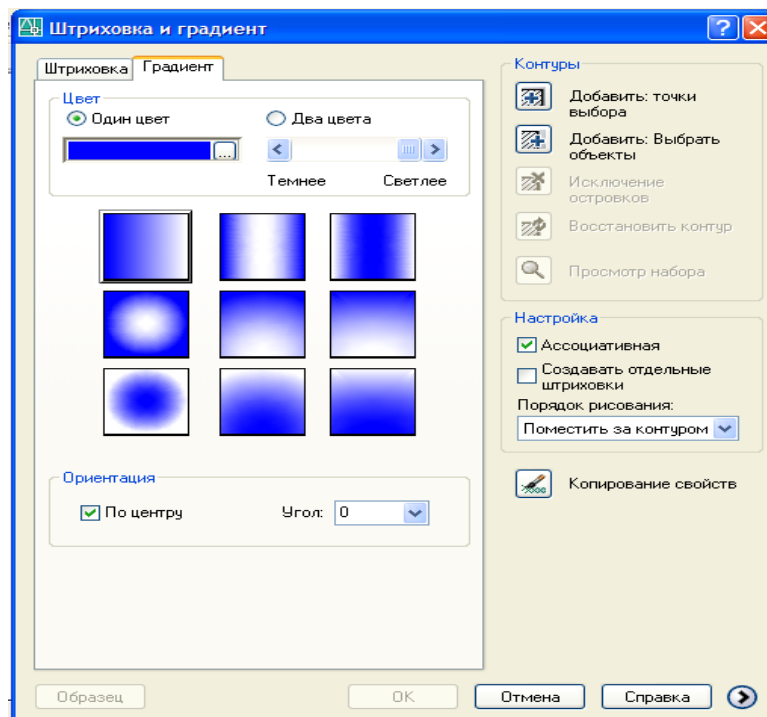 Штриховка и градиент
Штриховка
Градиент
Цвет
Один цвет
Два цвета
...
Темнее
Светлее
Ориентация
По центру
Угол:
0
Контуры
Добавить: точки
выбора
Добавить: Выбрать
объекты
Исключение
островков
Восстановить контур
Просмотр набора
Настройка
Ассоциативная
Создавать отдельные
штриховки
Порядок рисования:
Поместить за контуром
Копирование свойств
Образец
OK
Отмена
Справка